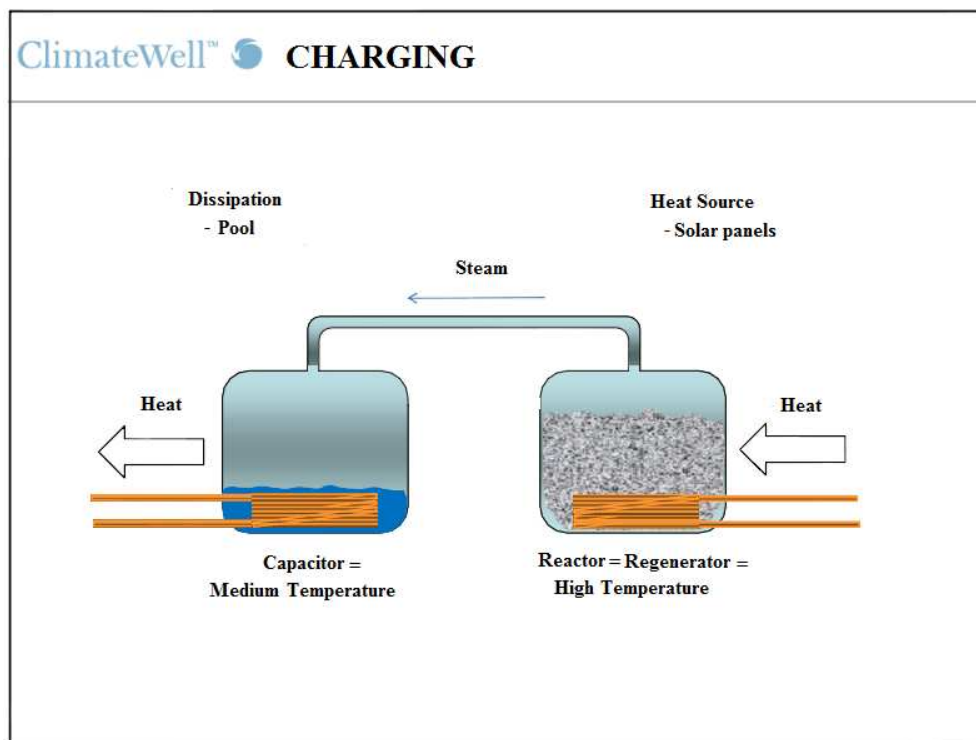 ClimateWell™ CHARGING
Dissipation
- Pool
Heat Source
- Solar panels
Steam
Heat
Heat
Capacitor =
Medium Temperature
Reactor = Regenerator =
High Temperature